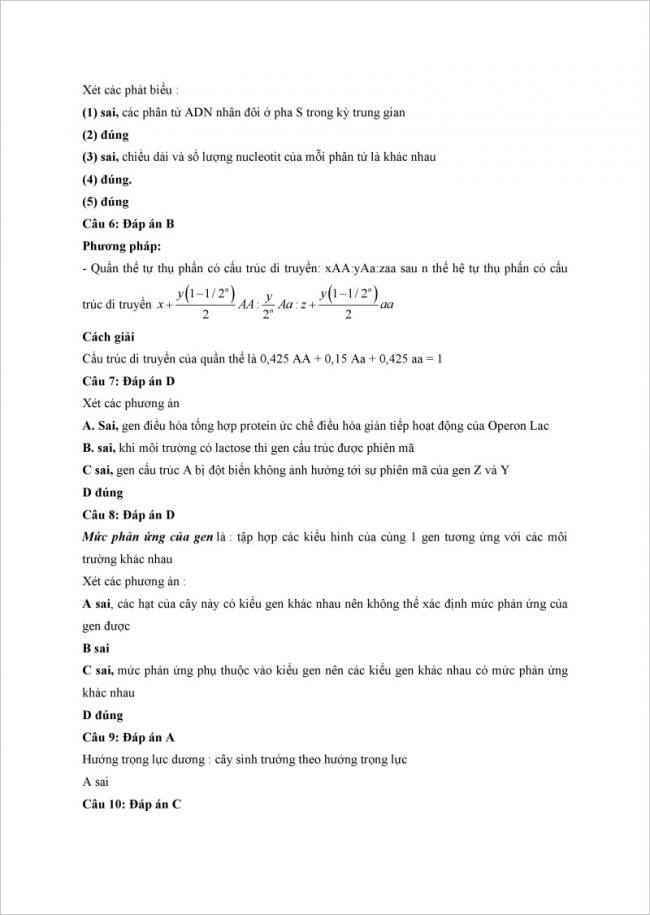 Xét các phát biểu :
(1) sai, các phân tử ADN nhân đôi ở pha S trong kỳ trung gian
(2) đúng
(3) sai, chiều dài và số lượng nucleotit của mỗi phân tử là khác nhau
(4) đúng.
(5) đúng
Câu 6: Đáp án B
Phương pháp:
- Quần thể tự thụ phấn có cấu trúc di truyền: xAA:yAa:zaa sau n thế hệ tự thụ phấn có cấu
trúc di truyền x + y(1−1/2ⁿ)/2 AA : y/2ⁿ Aa : z + y(1−1/2ⁿ)/2 aa
Cách giải
Cấu trúc di truyền của quần thể là 0,425 AA + 0,15 Aa + 0,425 aa = 1
Câu 7: Đáp án D
Xét các phương án
A. Sai, gen điều hòa tổng hợp protein ức chế điều hòa gián tiếp hoạt động của Operon Lac
B. sai, khi môi trường có lactose thì gen cấu trúc được phiên mã
C sai, gen cấu trúc A bị đột biến không ảnh hưởng tới sự phiên mã của gen Z và Y
D đúng
Câu 8: Đáp án D
Mức phản ứng của gen là : tập hợp các kiểu hình của cùng 1 gen tương ứng với các môi
trường khác nhau
Xét các phương án :
A sai, các hạt của cây này có kiểu gen khác nhau nên không thể xác định mức phản ứng của
gen được
B sai
C sai, mức phản ứng phụ thuộc vào kiểu gen nên các kiểu gen khác nhau có mức phản ứng
khác nhau
D đúng
Câu 9: Đáp án A
Hướng trọng lực dương : cây sinh trưởng theo hướng trọng lực
A sai
Câu 10: Đáp án C